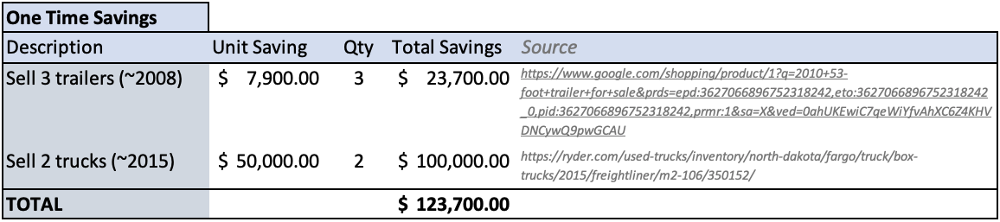 One Time Savings
Description Unit Saving Qty Total Savings Source
Sell 3 trailers (~2008) $ 7,900.00 3 $ 23,700.00 https://www.google.com/shopping/product/1?q=2010+53-
foot+trailer+for+sale&prds=epd:3627066896752318242,eto:3627066896752318242
_0,pid:3627066896752318242,prmr:1&sa=X&ved=0ahUKEwiC7qeWiYfvAhXC6Z4KHV
DNCywQ9pwGCAU
Sell 2 trucks (~2015) $ 50,000.00 2 $ 100,000.00 https://ryder.com/used-trucks/inventory/north-dakota/fargo/truck/box-
trucks/2015/freightliner/m2-106/350152/
TOTAL $ 123,700.00